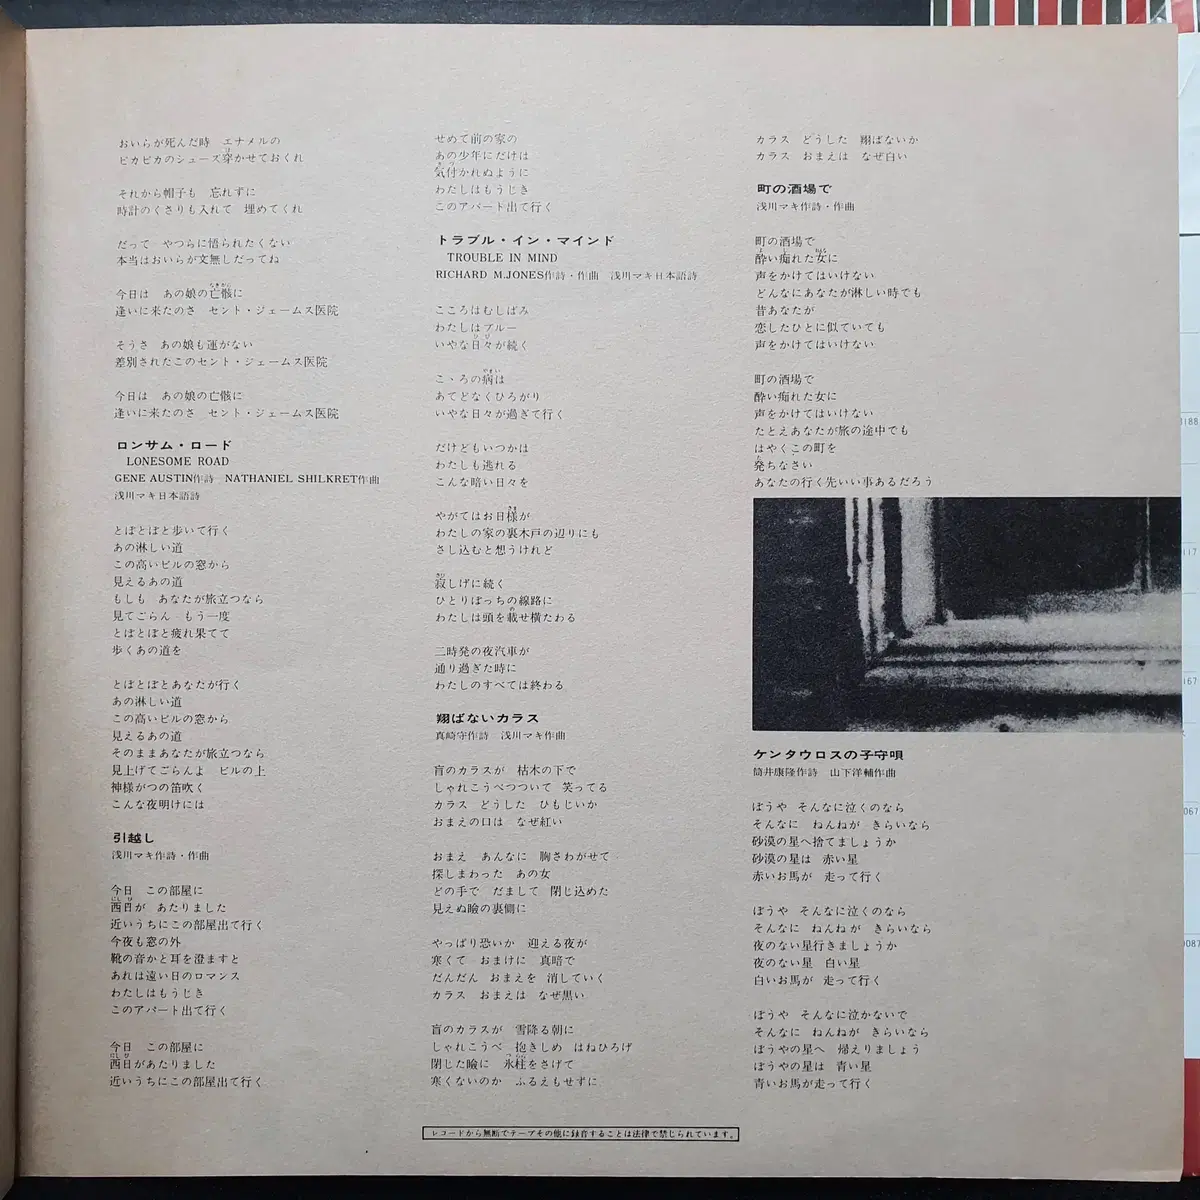 おいらが死んだ時　エナメルの
ピカピカのシューズ穿かせておくれ
それから帽子も　忘れずに
時計のくさりも入れて　埋めてくれ
だって　やつらに悟られたくない
本当はおいらが文無しだってね
今日は　あの娘の亡骸に
逢いに来たのさ　セント・ジェームス医院
そうさ　あの娘も運がない
差別されたこのセント・ジェームス医院
今日は　あの娘の亡骸に
逢いに来たのさ　セント・ジェームス医院
ロンサム・ロード
LONESOME ROAD
GENE AUSTIN作詩　NATHANIEL SHILKRET作曲
浅川マキ日本語詩
とぼとぼと歩いて行く
あの淋しい道
この高いビルの窓から
見えるあの道
もしも　あなたが旅立つなら
見てごらん　もう一度
とぼとぼと疲れ果てて
歩くあの道を
とぼとぼとあなたが行く
あの淋しい道
この高いビルの窓から
見えるあの道
そのままあなたが旅立つなら
見上げてごらんよ　ビルの上
神様がつの笛吹く
こんな夜明けには
引越し
浅川マキ作詩・作曲
今日　この部屋に
西日が　あたりました
近いうちにこの部屋出て行く
今夜も窓の外
靴の音かと耳を澄ますと
あれは遠い日のロマンス
わたしはもうじき
このアパート出て行く
今日　この部屋に
西日があたりました
近いうちにこの部屋出て行く
せめて前の家の
あの少年にだけは
気付かれぬように
わたしはもうじき
このアパート出て行く
トラブル・イン・マインド
TROUBLE IN MIND
RICHARD M.JONES作詩・作曲　浅川マキ日本語詩
こころはむしばみ
わたしはブルー
いやな日々が続く
こゝろの病は
あてどなくひろがり
いやな日々が過ぎて行く
だけどもいつかは
わたしも逃れる
こんな暗い日々を
やがてはお日様が
わたしの家の裏木戸の辺りにも
さし込むと想うけれど
寂しげに続く
ひとりぼっちの線路に
わたしは頭を載せ横たわる
二時発の夜汽車が
通り過ぎた時に
わたしのすべては終わる
翔ばないカラス
真崎守作詩　浅川マキ作曲
盲のカラスが　枯木の下で
しゃれこうべつついて　笑ってる
カラス　どうした　ひもじいか
おまえの口は　なぜ紅い
おまえ　あんなに　胸さわがせて
探しまわった　あの女
どの手で　だまして　閉じ込めた
見えぬ瞼の裏側に
やっぱり恐いか　迎える夜が
寒くて　おまけに　真暗で
だんだん　おまえを　消していく
カラス　おまえは　なぜ黒い
盲のカラスが　雪降る朝に
しゃれこうべ　抱きしめ　はねひろげ
閉じた瞼に　氷柱をさげて
寒くないのか　ふるえもせずに
カラス　どうした　翔ばないか
カラス　おまえは　なぜ白い
町の酒場で
浅川マキ作詩・作曲
町の酒場で
酔い痴れた女に
声をかけてはいけない
どんなにあなたが淋しい時でも
昔あなたが
恋したひとに似ていても
声をかけてはいけない
町の酒場で
酔い痴れた女に
声をかけてはいけない
たとえあなたが旅の途中でも
はやくこの町を
発ちなさい
あなたの行く先いい事あるだろう
ケンタウロスの子守唄
筒井康隆作詩　山下洋輔作曲
ぼうや　そんなに泣くのなら
そんなに　ねんねが　きらいなら
砂漠の星へ捨てましょうか
砂漠の星は　赤い星
赤いお馬が　走って行く
ぼうや　そんなに泣くのなら
そんなに　ねんねが　きらいなら
夜のない星行きましょうか
夜のない星　白い星
白いお馬が　走って行く
ぼうや　そんなに泣かないで
そんなに　ねんねが　きらいなら
ぼうやの星へ　帰えりましょう
ぼうやの星は　青い星
青いお馬が走って行く
レコードから無断でテープその他に録音することは法律で禁じられています。